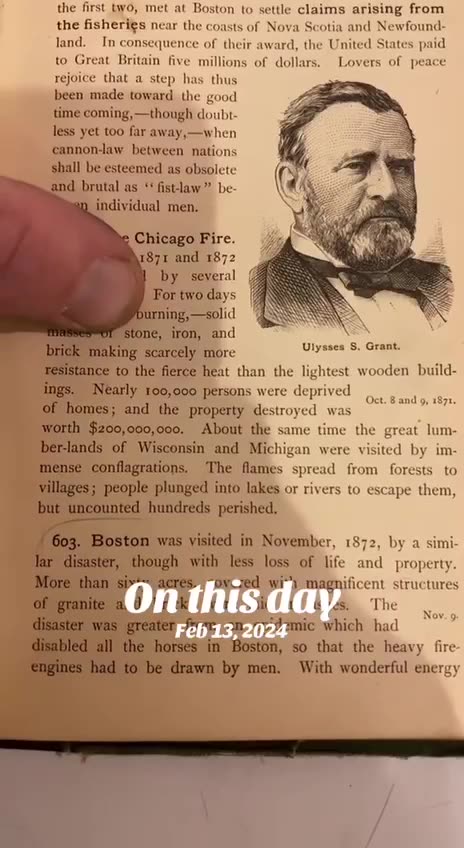 the first two, met at Boston to settle claims arising from
the fisheries near the coasts of Nova Scotia and Newfound-
land. In consequence of their award, the United States paid
to Great Britain five millions of dollars. Lovers of peace
rejoice that a step has thus
been made toward the good
time coming,—though doubt-
less yet too far away,—when
cannon-law between nations
shall be esteemed as obsolete
and brutal as "fist-law" be-
individual men.
Chicago Fire.
1871 and 1872
by several
For two days
burning,—solid
masses of stone, iron, and
brick making scarcely more
Ulysses S. Grant.
resistance to the fierce heat than the lightest wooden build-
ings. Nearly 100,000 persons were deprived
of homes; and the property destroyed was
Oct. 8 and 9, 1871.
worth $200,000,000. About the same time the great lum-
ber-lands of Wisconsin and Michigan were visited by im-
mense conflagrations. The flames spread from forests to
villages; people plunged into lakes or rivers to escape them,
but uncounted hundreds perished.
603. Boston was visited in November, 1872, by a simi-
lar disaster, though with less loss of life and property.
More than sixty acres, covered with magnificent structures
of granite and brick The
Nov. 9.
disaster was greater from an epidemic which had
disabled all the horses in Boston, so that the heavy fire-
engines had to be drawn by men. With wonderful energy
On this day
Feb 13, 2024